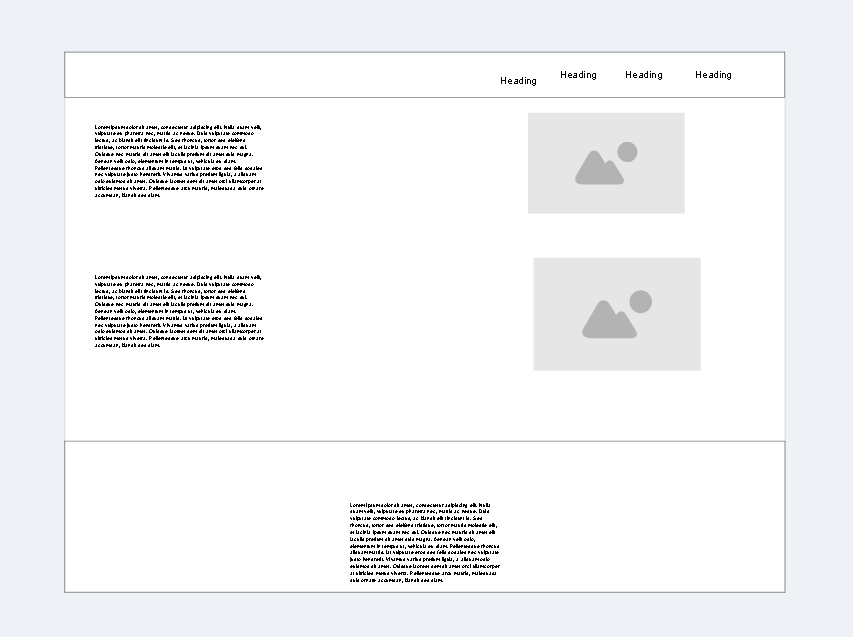 Heading
Heading
Heading
Heading
Lorem ipsum dolor sit amet, consectetur adipiscing elit. Nulla quam velit,
vulputate eu pharetra nec, mattis ac neque. Duis vulputate commodo
lectus, ac blandit elit tincidunt id. Sed rhoncus, tortor sed eleifend
tristique, tortor mauris molestie elit, et lacinia ipsum quam nec dui.
Quisque nec mauris sit amet elit iaculis pretium sit amet quis magna.
Aenean velit odio, elementum in tempus ut, vehicula eu diam.
Pellentesque rhoncus aliquam mattis. Ut vulputate eros sed felis sodales
nec vulputate justo hendrerit. Vivamus varius pretium ligula, a aliquam
odio euismod sit amet. Quisque laoreet sem sit amet orci ullamcorper at
ultricies metus viverra. Pellentesque arcu mauris, malesuada quis ornare
accumsan, blandit sed diam.
Lorem ipsum dolor sit amet, consectetur adipiscing elit. Nulla quam velit,
vulputate eu pharetra nec, mattis ac neque. Duis vulputate commodo
lectus, ac blandit elit tincidunt id. Sed rhoncus, tortor sed eleifend
tristique, tortor mauris molestie elit, et lacinia ipsum quam nec dui.
Quisque nec mauris sit amet elit iaculis pretium sit amet quis magna.
Aenean velit odio, elementum in tempus ut, vehicula eu diam.
Pellentesque rhoncus aliquam mattis. Ut vulputate eros sed felis sodales
nec vulputate justo hendrerit. Vivamus varius pretium ligula, a aliquam
odio euismod sit amet. Quisque laoreet sem sit amet orci ullamcorper at
ultricies metus viverra. Pellentesque arcu mauris, malesuada quis ornare
accumsan, blandit sed diam.
Lorem ipsum dolor sit amet, consectetur adipiscing elit. Nulla
quam velit, vulputate eu pharetra nec, mattis ac neque. Duis
vulputate commodo lectus, ac blandit elit tincidunt id. Sed
rhoncus, tortor sed eleifend tristique, tortor mauris molestie elit,
et lacinia ipsum quam nec dui. Quisque nec mauris sit amet elit
iaculis pretium sit amet quis magna. Aenean velit odio,
elementum in tempus ut, vehicula eu diam. Pellentesque rhoncus
aliquam mattis. Ut vulputate eros sed felis sodales nec vulputate
justo hendrerit. Vivamus varius pretium ligula, a aliquam odio
euismod sit amet. Quisque laoreet sem sit amet orci ullamcorper
at ultricies metus viverra. Pellentesque arcu mauris, malesuada
quis ornare accumsan, blandit sed diam.